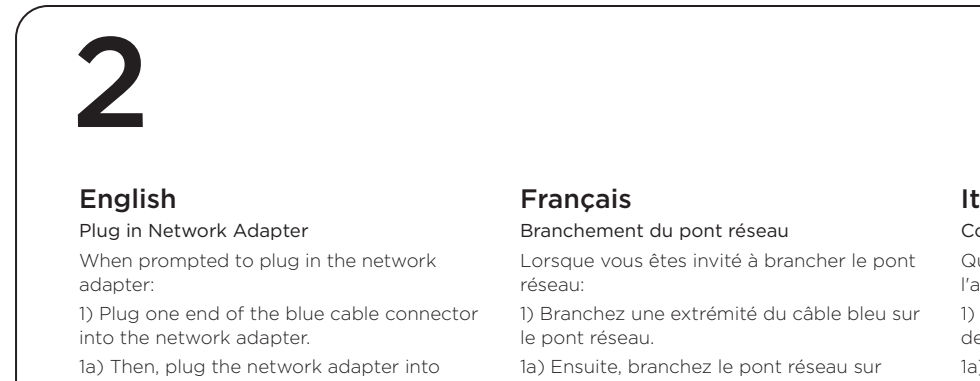 2
English
Plug in Network Adapter
When prompted to plug in the network
adapter:
1) Plug one end of the blue cable connector
into the network adapter.
1a) Then, plug the network adapter into
Français
Branchement du pont réseau
Lorsque vous êtes invité à brancher le pont
réseau:
1) Branchez une extrémité du câble bleu sur
le pont réseau.
1a) Ensuite, branchez le pont réseau sur
1)
1a)